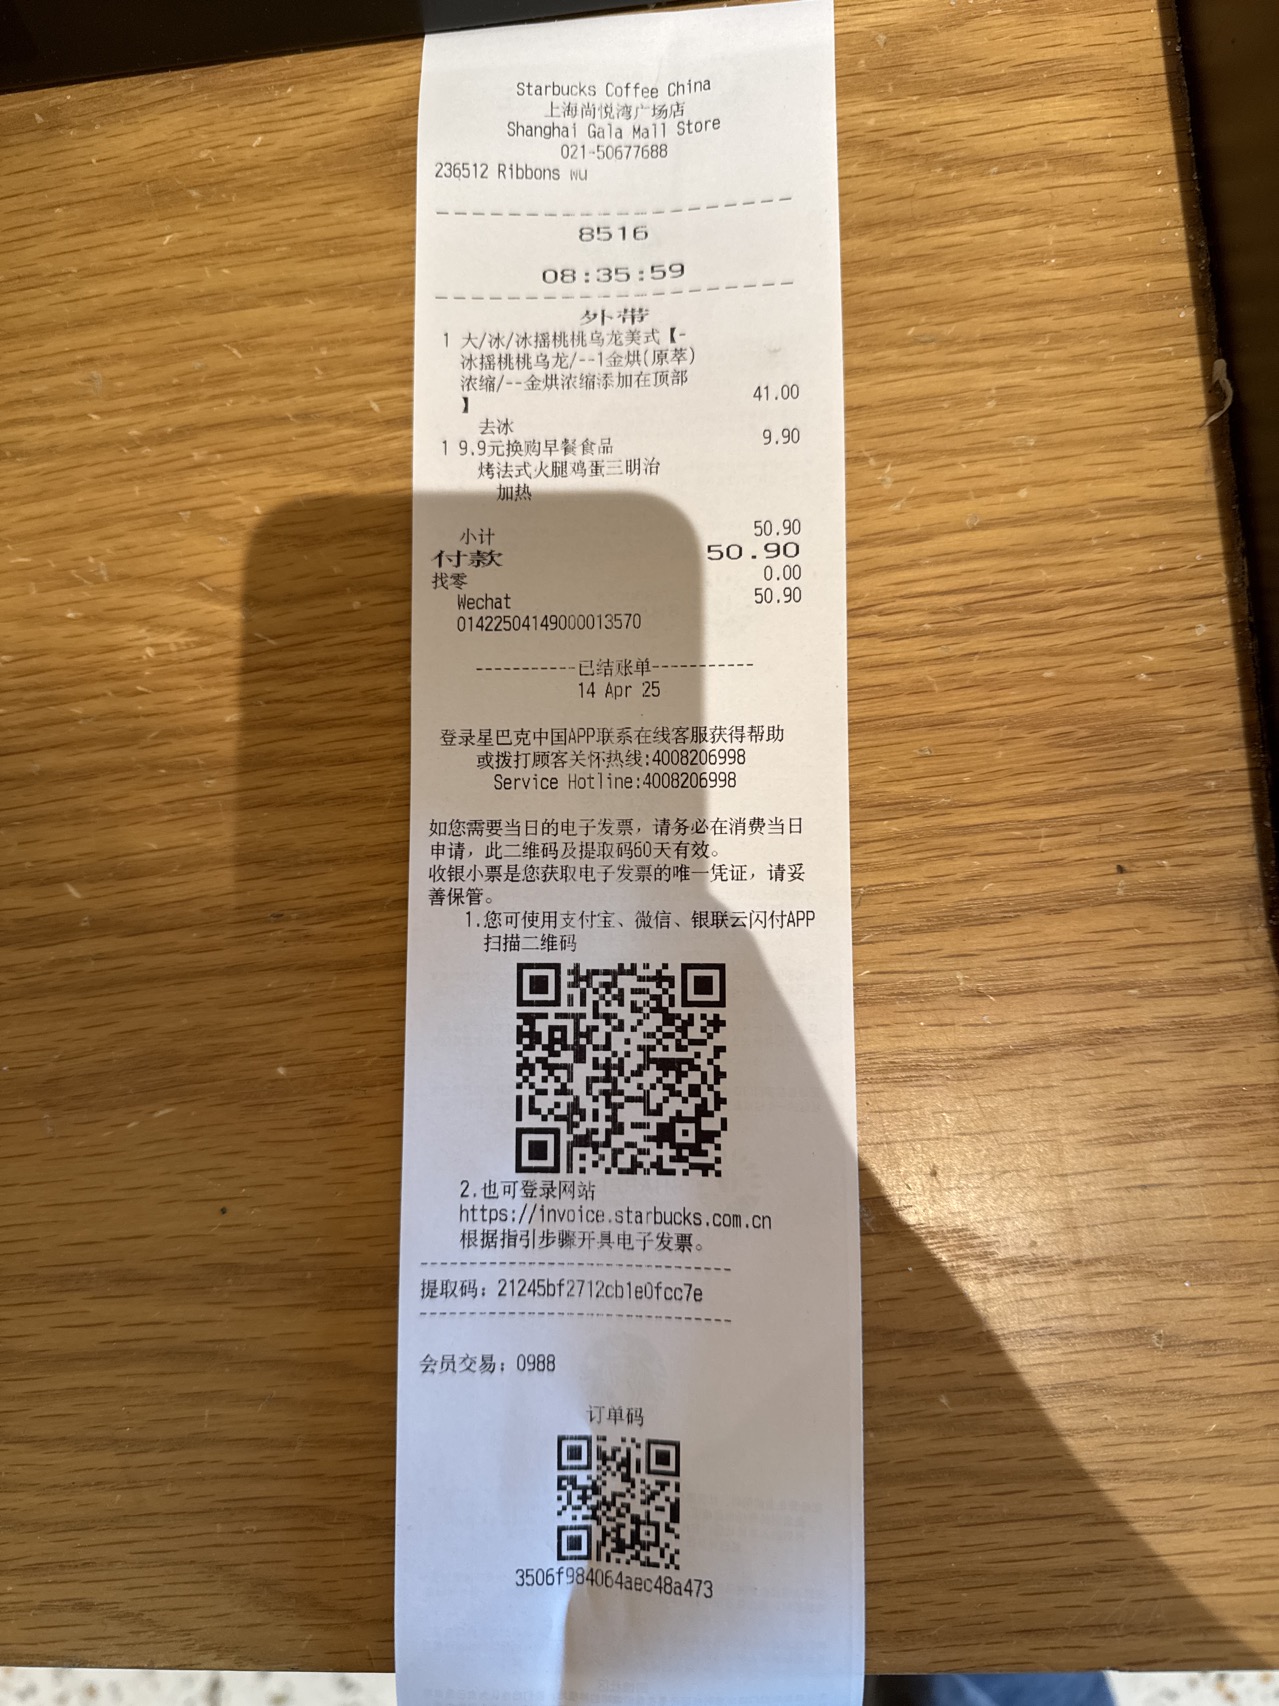 Starbucks Coffee China
上海尚悦湾广场店
Shanghai Gala Mall Store
021-50677688
236512 Ribbons wu
8516
08:35:59
外带
1 大/冰/冰摇桃桃乌龙美式【-
冰摇桃桃乌龙/--1金烘(原萃)
浓缩/--金烘浓缩添加在顶部
】 41.00
去冰
1 9.9元换购早餐食品 9.90
烤法式火腿鸡蛋三明治
加热
小计 50.90
付款 50.90
找零 0.00
Wechat 50.90
01422504149000013570
-----------已结账单-----------
14 Apr 25
登录星巴克中国APP联系在线客服获得帮助
或拨打顾客关怀热线:4008206998
Service Hotline:4008206998
如您需要当日的电子发票，请务必在消费当日
申请，此二维码及提取码60天有效。
收银小票是您获取电子发票的唯一凭证，请妥
善保管。
1.您可使用支付宝、微信、银联云闪付APP
扫描二维码
2.也可登录网站
https://invoice.starbucks.com.cn
根据指引步骤开具电子发票。
提取码：21245bf2712cb1e0fcc7e
会员交易：0988
订单码
3506f984064aec48a473